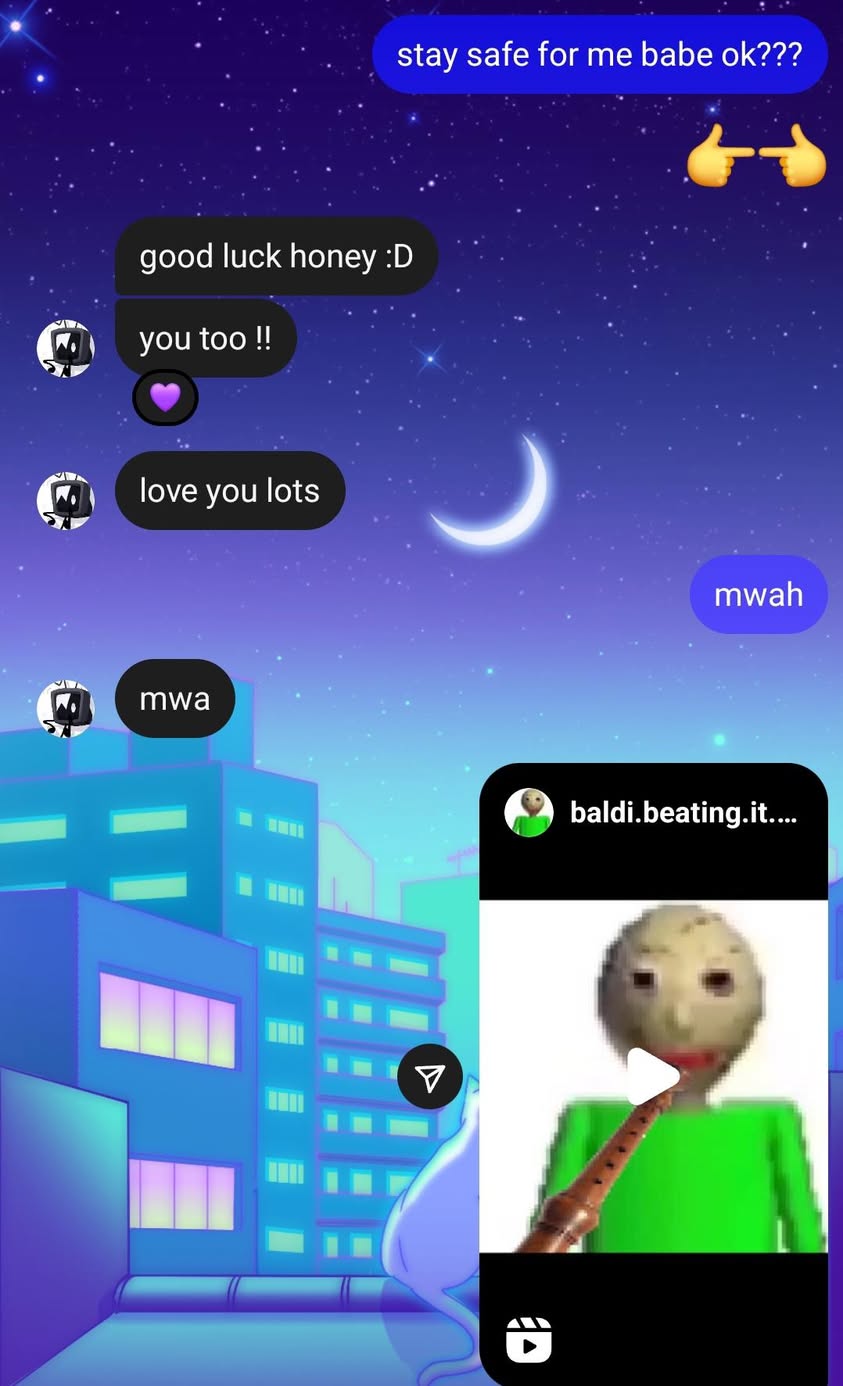 stay safe for me babe ok???
👉👈
good luck honey :D
you too !!
💜
love you lots
mwah
mwa
baldi.beating.it....